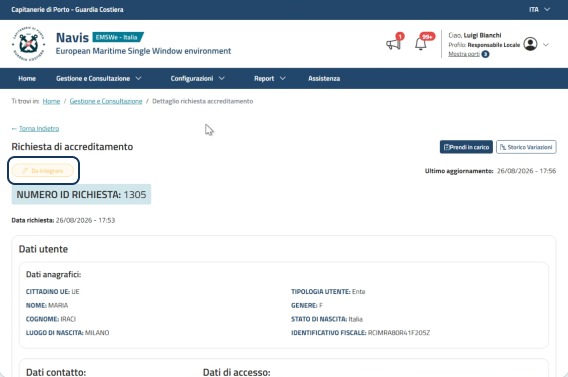 Capitanerie di Porto - Guardia Costiera
ITA
Navis EMSWe - Italia
European Maritime Single Window environment
1
99+
Ciao, Luigi Bianchi
Profilo: Responsabile Locale
Mostra porti 3
Home
Gestione e Consultazione
Configurazioni
Report
Assistenza
Ti trovi in: Home / Gestione e Consultazione / Dettaglio richiesta accreditamento
← Torna Indietro
Richiesta di accreditamento
Prendi in carico
Storico Variazioni
Da integrare
Ultimo aggiornamento: 26/08/2026 - 17:56
NUMERO ID RICHIESTA: 1305
Data richiesta: 26/08/2026 - 17:53
Dati utente
Dati anagrafici:
CITTADINO UE: UE
TIPOLOGIA UTENTE: Ente
NOME: MARIA
GENERE: F
COGNOME: IRACI
STATO DI NASCITA: Italia
LUOGO DI NASCITA: MILANO
IDENTIFICATIVO FISCALE: RCIMRA80R41F205Z
Dati contatto:
Dati di accesso: